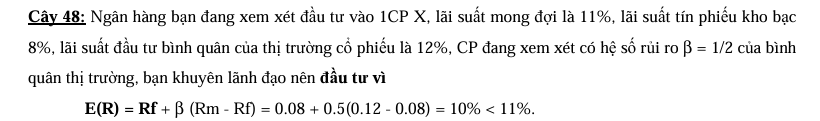 Cây 48: Ngân hàng bạn đang xem xét đầu tư vào 1CP X, lãi suất mong đợi là 11%, lãi suất tín phiếu kho bạc
8%, lãi suất đầu tư bình quân của thị trường cổ phiếu là 12%, CP đang xem xét có hệ số rủi ro β = 1/2 của bình
quân thị trường, bạn khuyên lãnh đạo nên đầu tư vì
E(R) = Rf + β (Rm - Rf) = 0.08 + 0.5(0.12 - 0.08) = 10% < 11%.